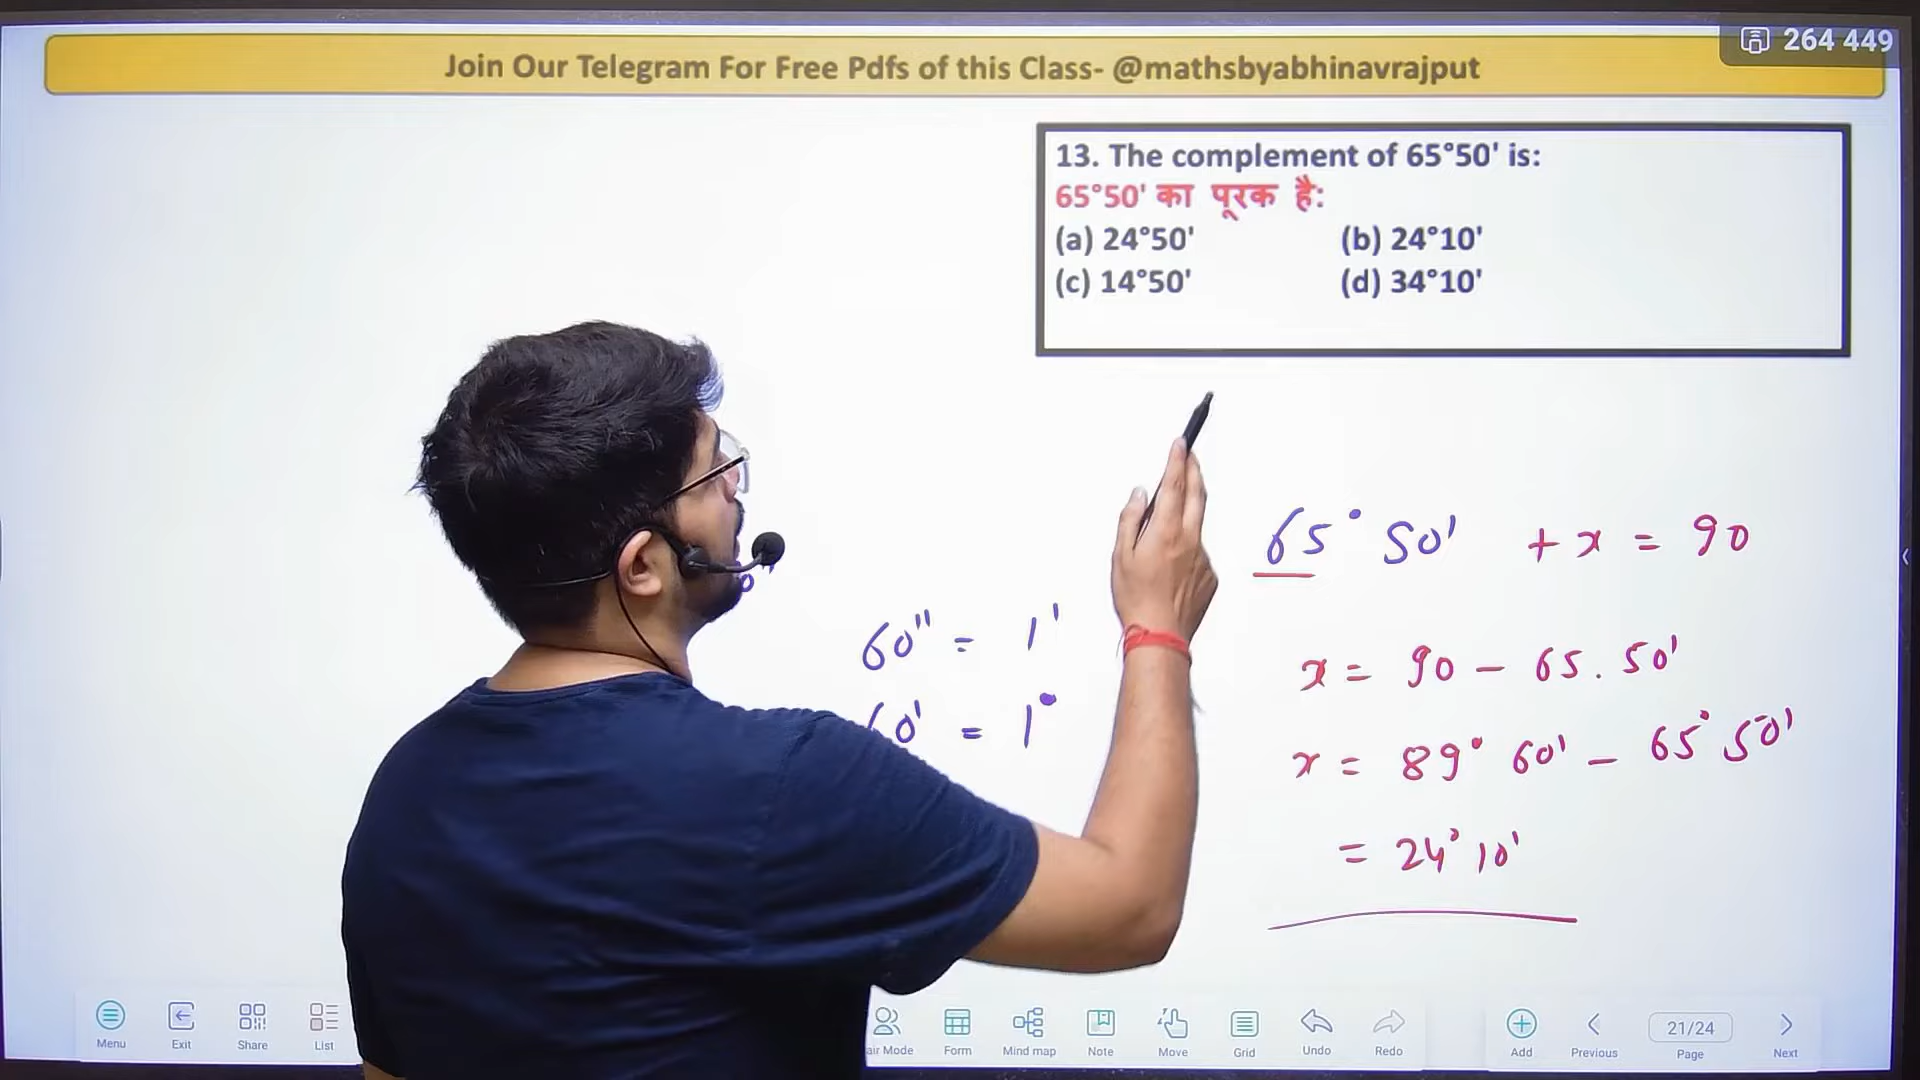 264 449
Join Our Telegram For Free Pdfs of this Class- @mathsbyabhinavrajput
13. The complement of 65°50' is:
65°50' का पूरक है:
(a) 24°50' (b) 24°10'
(c) 14°50' (d) 34°10'
65° 50' + x = 90
60" = 1'
x = 90 - 65. 50'
60' = 1°
x = 89° 60' - 65° 50'
= 24° 10'
Menu Exit Share List Form Mind map Note Move Grid Undo Redo Add Previous 21/24 Page Next